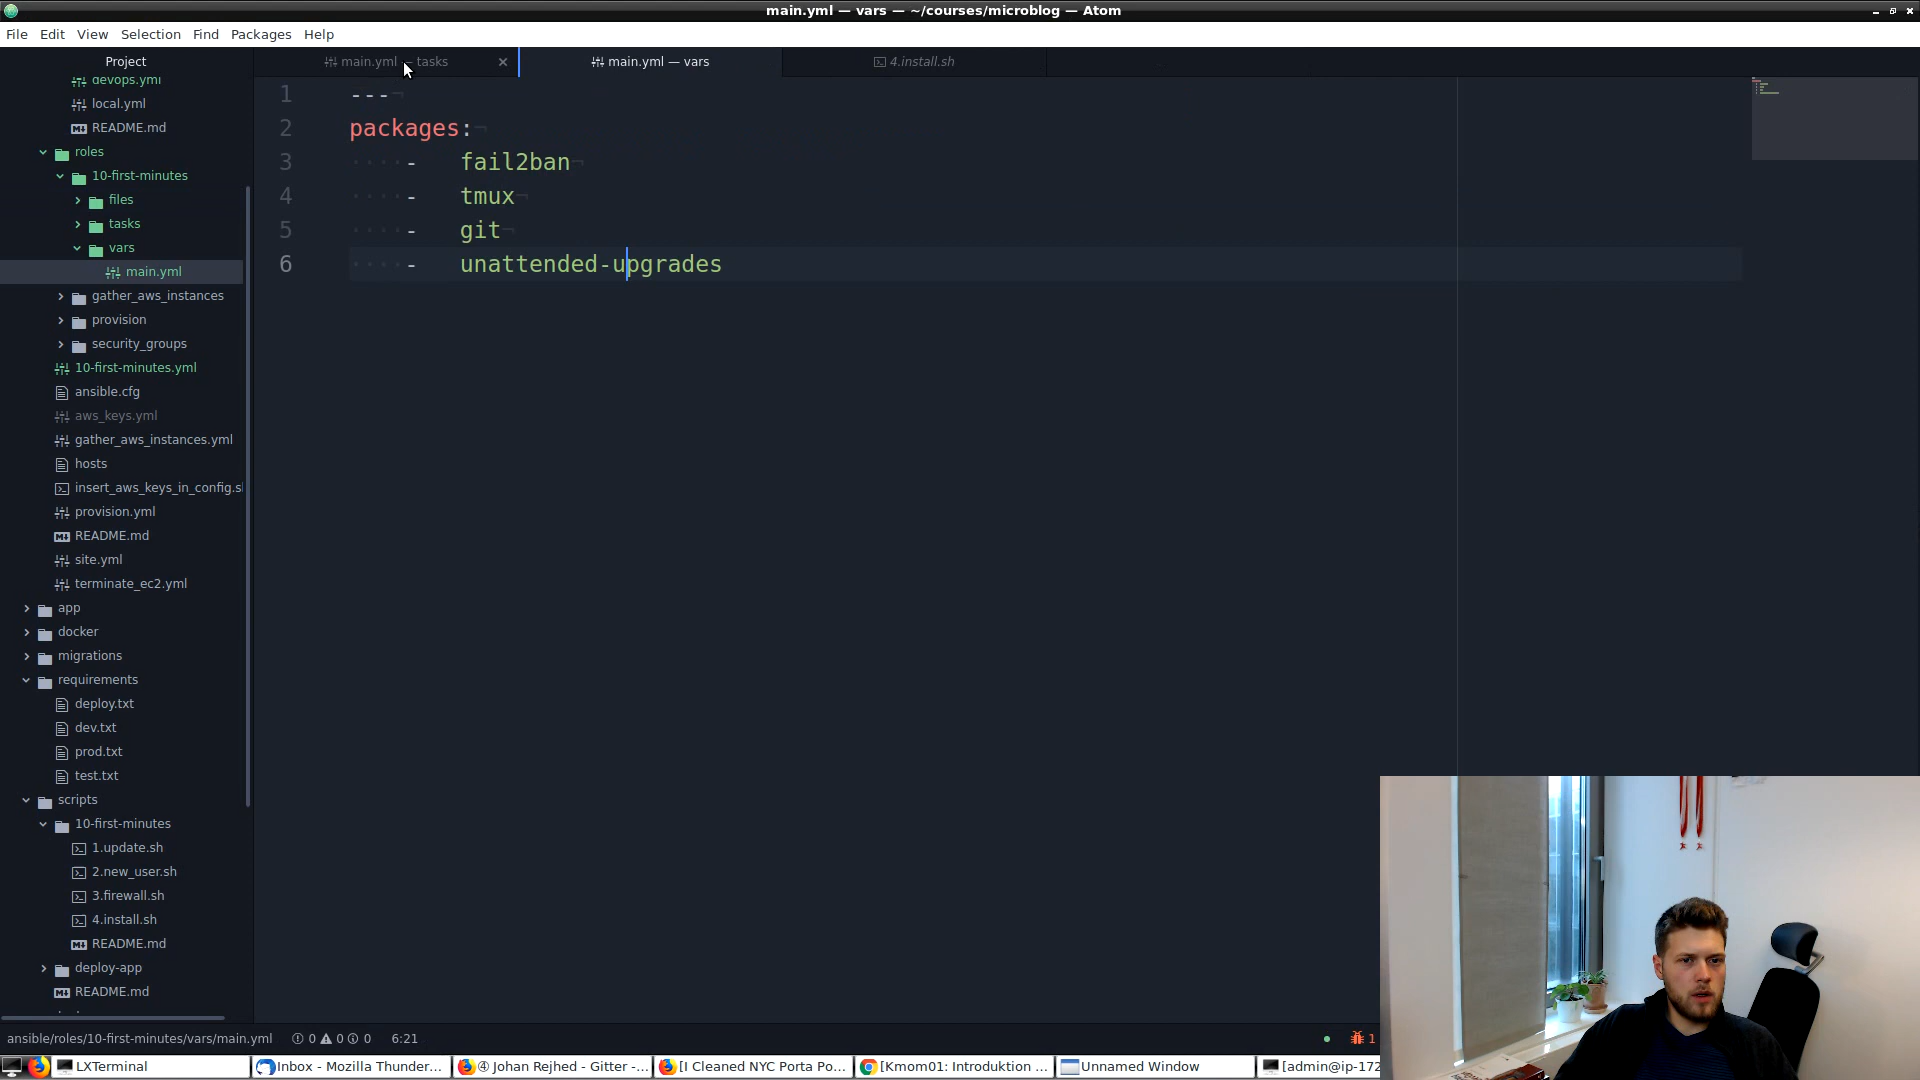 main.yml — vars — ~/courses/microblog — Atom
File Edit View Selection Find Packages Help
Project
main.yml — tasks
main.yml — vars
4.install.sh
devops.yml
local.yml
README.md
roles
10-first-minutes
files
tasks
vars
main.yml
gather_aws_instances
provision
security_groups
10-first-minutes.yml
ansible.cfg
aws_keys.yml
gather_aws_instances.yml
hosts
insert_aws_keys_in_config.s
provision.yml
README.md
site.yml
terminate_ec2.yml
app
docker
migrations
requirements
deploy.txt
dev.txt
prod.txt
test.txt
scripts
10-first-minutes
1.update.sh
2.new_user.sh
3.firewall.sh
4.install.sh
README.md
deploy-app
README.md
1 ---
2 packages:
3 - fail2ban
4 - tmux
5 - git
6 - unattended-upgrades
ansible/roles/10-first-minutes/vars/main.yml 0 0 0 6:21
1
LXTerminal
Inbox - Mozilla Thunder...
④ Johan Rejhed - Gitter -...
[I Cleaned NYC Porta Po...
[Kmom01: Introduktion ...
Unnamed Window
[admin@ip-172